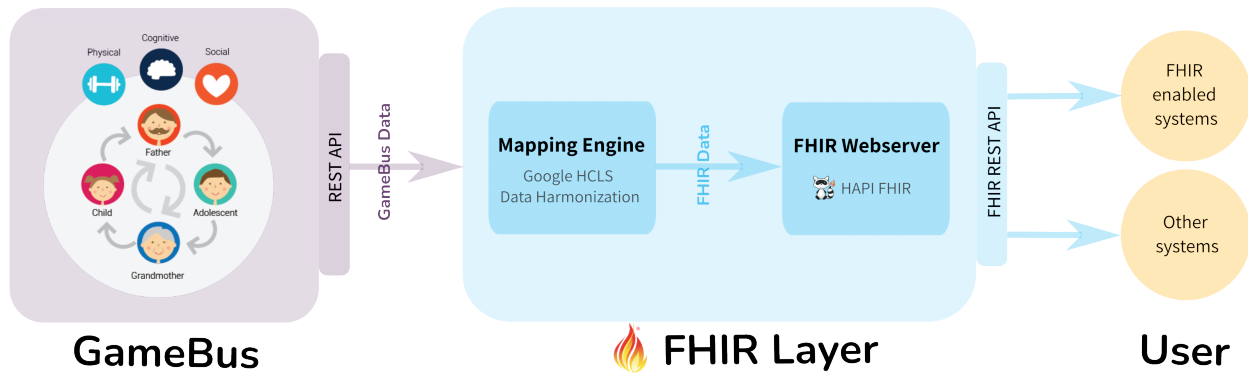 Cognitive
Physical
Social
Father
Child
Adolescent
Grandmother
REST API
GameBus Data
Mapping Engine
Google HCLS
Data Harmonization
FHIR Data
FHIR Webserver
HAPI FHIR
FHIR REST API
FHIR
enabled
systems
Other
systems
GameBus
FHIR Layer
User